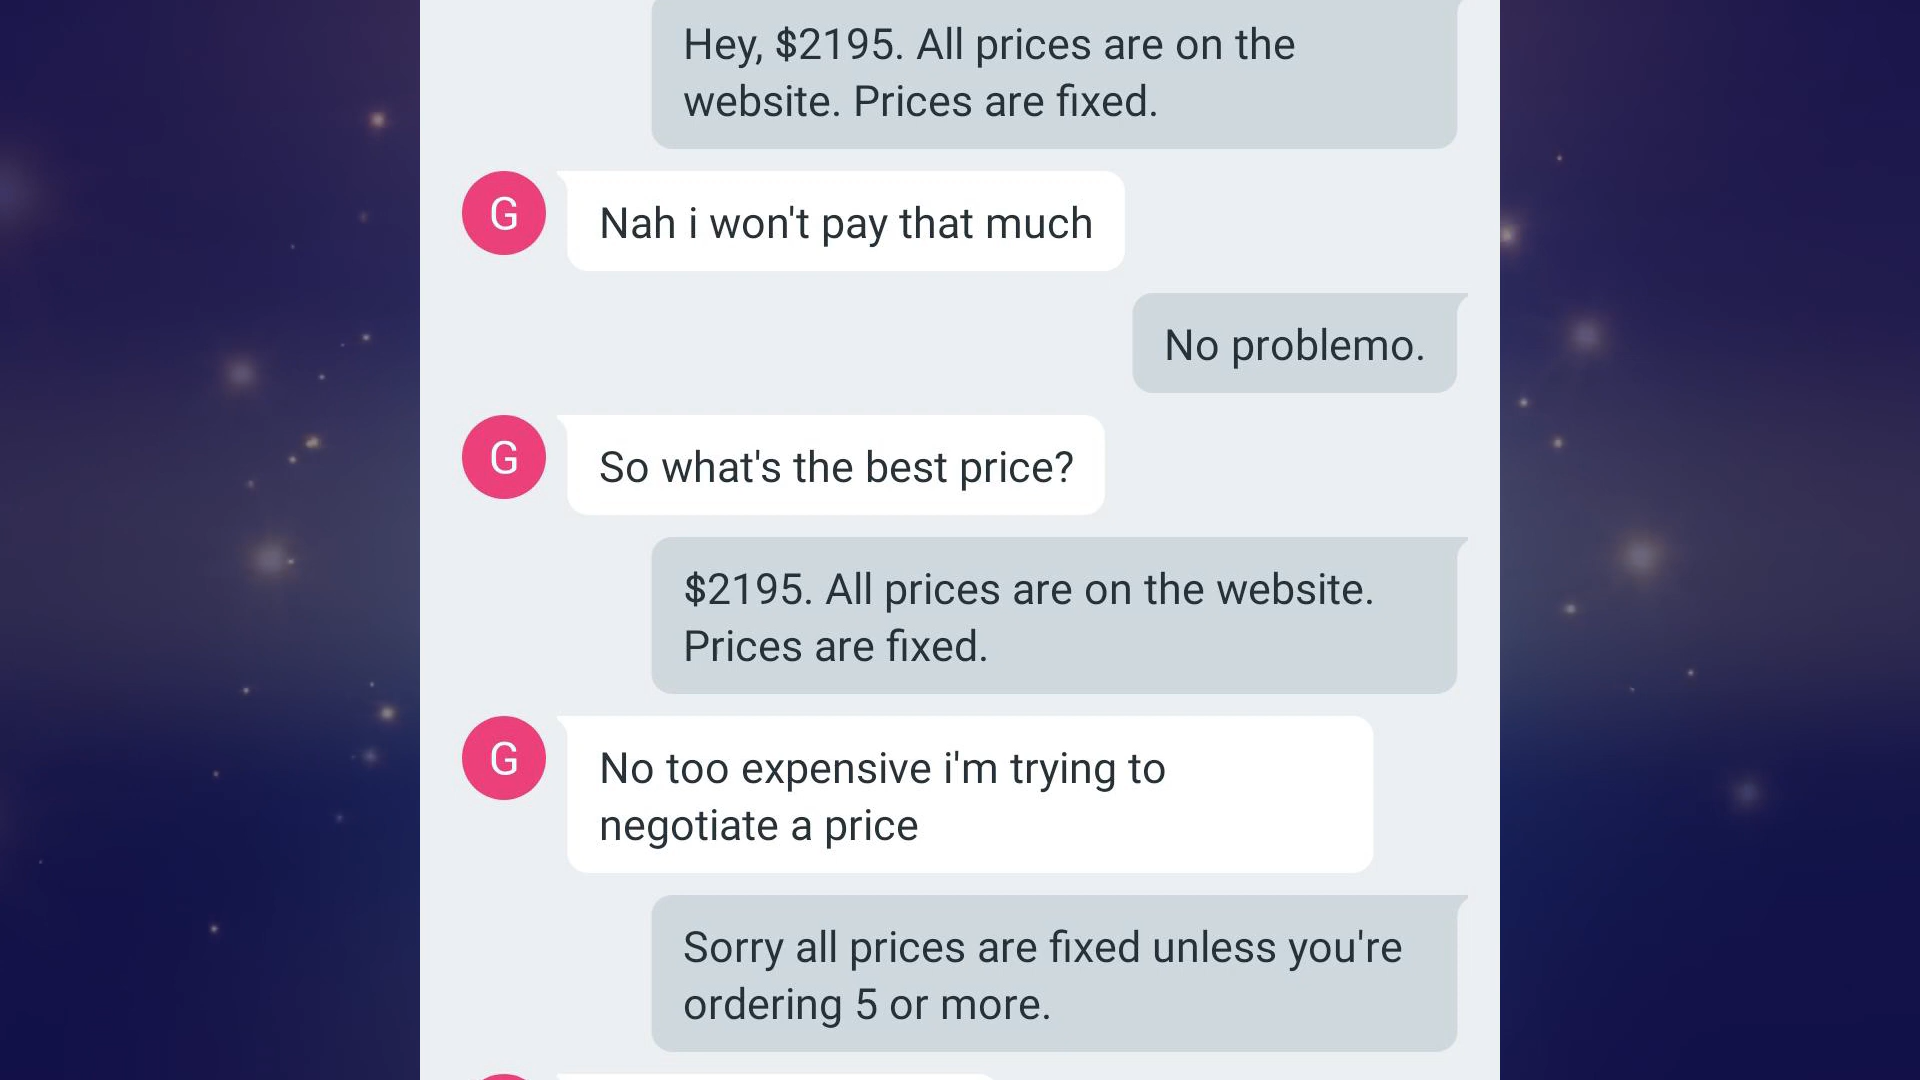 Hey, $2195. All prices are on the
website. Prices are fixed.
G
Nah i won't pay that much
No problemo.
G
So what's the best price?
$2195. All prices are on the website.
Prices are fixed.
G
No too expensive i'm trying to
negotiate a price
Sorry all prices are fixed unless you're
ordering 5 or more.